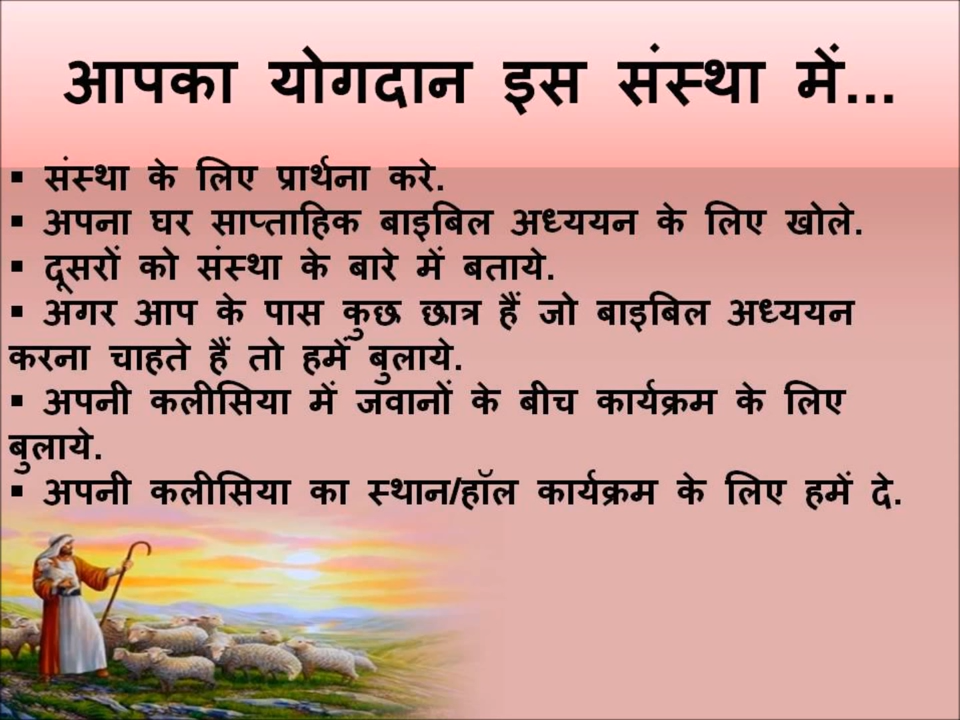 आपका योगदान इस संस्था में...
▪ संस्था के लिए प्रार्थना करे.
▪ अपना घर साप्ताहिक बाइबिल अध्ययन के लिए खोले.
▪ दूसरों को संस्था के बारे में बताये.
▪ अगर आप के पास कुछ छात्र हैं जो बाइबिल अध्ययन
करना चाहते हैं तो हमें बुलाये.
▪ अपनी कलीसिया में जवानों के बीच कार्यक्रम के लिए
बुलाये.
▪ अपनी कलीसिया का स्थान/हॉल कार्यक्रम के लिए हमें दे.